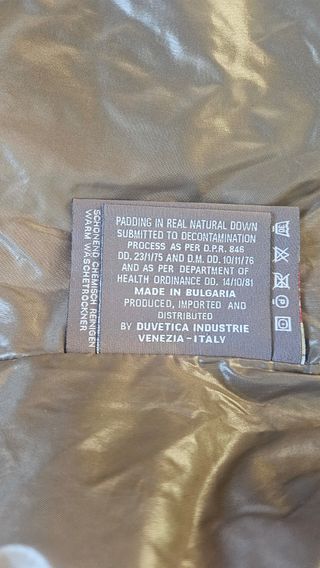 PADDING IN REAL NATURAL DOWN
SUBMITTED TO DECONTAMINATION
PROCESS AS PER D.P.R. 846
DD. 23/1/75 AND D.M. DD. 10/11/76
AND AS PER DEPARTMENT OF
HEALTH ORDINANCE DD. 14/10/81
MADE IN BULGARIA
PRODUCED, IMPORTED AND
DISTRIBUTED
BY DUVETICA INDUSTRIE
VENEZIA-ITALY
SCHONEND CHEMISCH REINIGEN
WARM WASCHETROCKNER